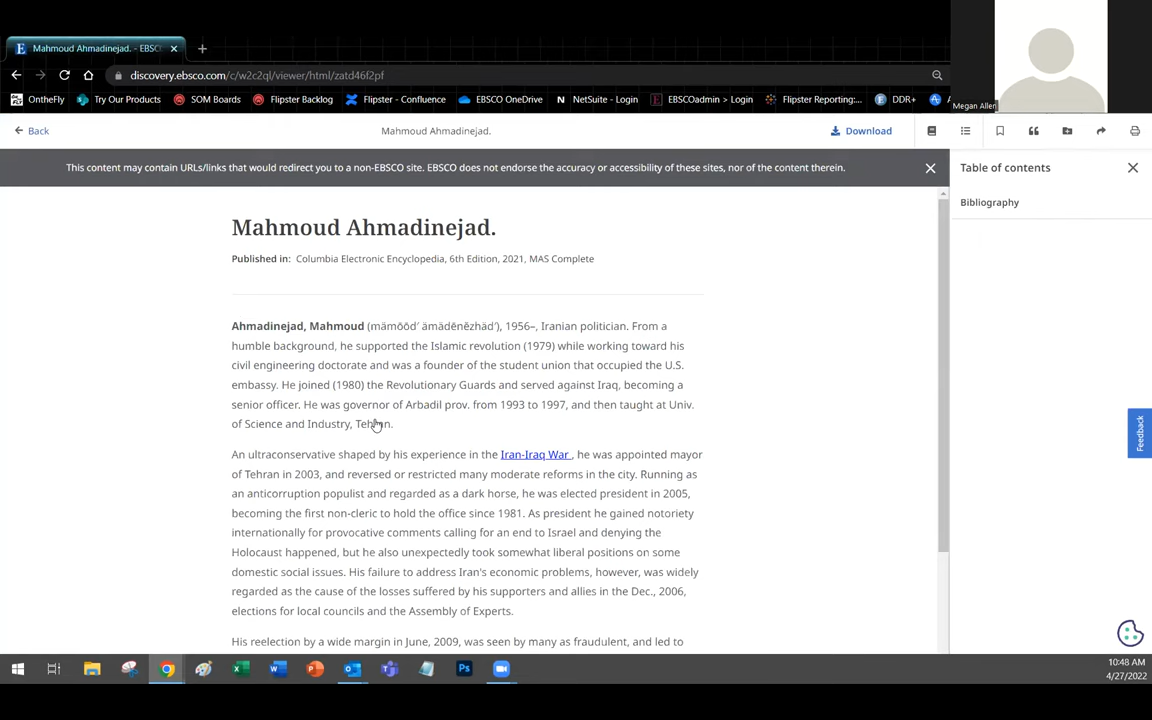 Mahmoud Ahmadinejad. - EBSC
discovery.ebsco.com/c/w2c2ql/viewer/html/zatd46f2pf
OntheFly
Try Our Products
SOM Boards
Flipster Backlog
Flipster - Confluence
EBSCO OneDrive
NetSuite - Login
EBSCOadmin > Login
Flipster Reporting:...
DDR+
Megan Allen
Back
Mahmoud Ahmadinejad.
Download
This content may contain URLs/links that would redirect you to a non-EBSCO site. EBSCO does not endorse the accuracy or accessibility of these sites, nor of the content therein.
Table of contents
Bibliography
Mahmoud Ahmadinejad.
Published in: Columbia Electronic Encyclopedia, 6th Edition, 2021, MAS Complete
Ahmadinejad, Mahmoud (mämōōd′ ämädēnēzhäd′), 1956–, Iranian politician. From a
humble background, he supported the Islamic revolution (1979) while working toward his
civil engineering doctorate and was a founder of the student union that occupied the U.S.
embassy. He joined (1980) the Revolutionary Guards and served against Iraq, becoming a
senior officer. He was governor of Arbadil prov. from 1993 to 1997, and then taught at Univ.
of Science and Industry, Tehran.
An ultraconservative shaped by his experience in the Iran-Iraq War , he was appointed mayor
of Tehran in 2003, and reversed or restricted many moderate reforms in the city. Running as
an anticorruption populist and regarded as a dark horse, he was elected president in 2005,
becoming the first non-cleric to hold the office since 1981. As president he gained notoriety
internationally for provocative comments calling for an end to Israel and denying the
Holocaust happened, but he also unexpectedly took somewhat liberal positions on some
domestic social issues. His failure to address Iran's economic problems, however, was widely
regarded as the cause of the losses suffered by his supporters and allies in the Dec., 2006,
elections for local councils and the Assembly of Experts.
His reelection by a wide margin in June, 2009, was seen by many as fraudulent, and led to
Feedback
10:48 AM
4/27/2022